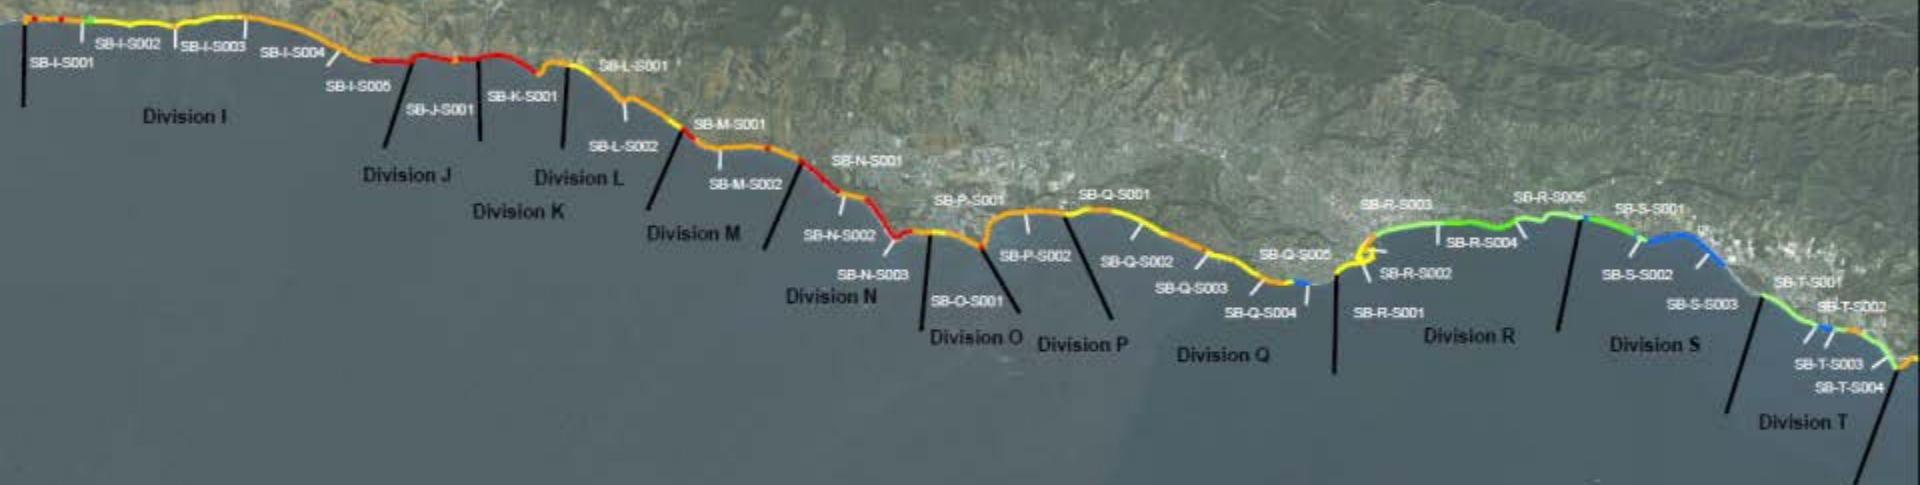 SB-I-S001
SB-I-S002
SB-I-S003
SB-I-S004
SB-I-S005
Division I
SB-J-S001
Division J
SB-K-S001
Division K
SB-L-S001
SB-L-S002
Division L
SB-M-S001
SB-M-S002
Division M
SB-N-S001
SB-N-S002
SB-N-S003
Division N
SB-O-S001
Division O
SB-P-S001
SB-P-S002
Division P
SB-Q-S001
SB-Q-S002
SB-Q-S003
SB-Q-S004
SB-Q-S005
Division Q
SB-R-S001
SB-R-S002
SB-R-S003
SB-R-S004
SB-R-S005
Division R
SB-S-S001
SB-S-S002
SB-S-S003
Division S
SB-T-S001
SB-T-S002
SB-T-S003
SB-T-S004
Division T